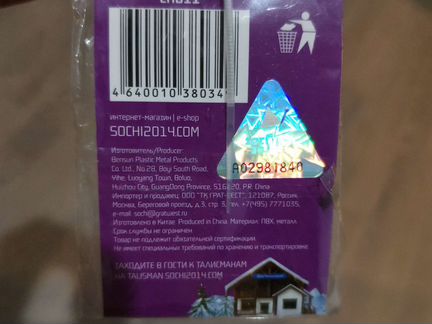 4 640010 38034
интернет-магазин | e-shop
SOCHI2014.COM
A02981840
Изготовитель/Producer:
Bensun Plastic Metal Products
Co. Ltd., No.28, Bay South Road,
Yihe, Luoyang Town, Boluo,
Huizhou City, GuangDong Province, 516120, P.R. China
Импортер и продавец: ООО "ТК ГРАТ-ВЕСТ", 121087, Россия,
Москва, Береговой проезд, д.3, стр. 3, тел. +7(495) 7771035,
e-mail: sochi@gratwest.ru
Изготовлено в Китае. Produced in China. Материал: ПВХ, металл
Срок службы не ограничен
Товар не подлежит обязательной сертификации.
Не имеет специальных требований по хранению и транспортировке
ЗАХОДИТЕ В ГОСТИ К ТАЛИСМАНАМ
НА TALISMAN.SOCHI2014.COM